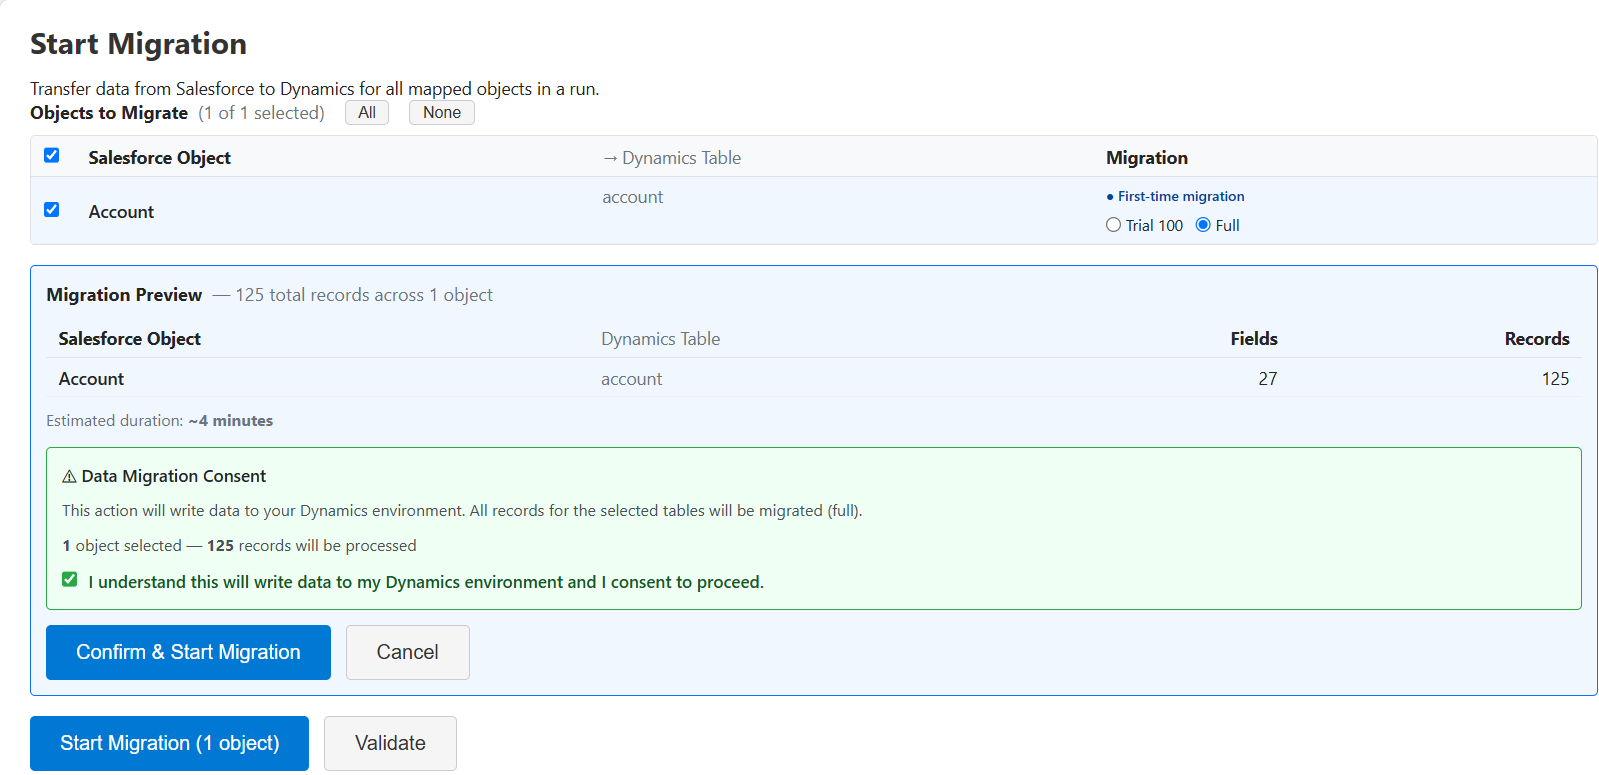 Start Migration
Transfer data from Salesforce to Dynamics for all mapped objects in a run.
Objects to Migrate (1 of 1 selected) All None
Salesforce Object → Dynamics Table Migration
Account account • First-time migration
Trial 100 Full
Migration Preview — 125 total records across 1 object
Salesforce Object Dynamics Table Fields Records
Account account 27 125
Estimated duration: ~4 minutes
⚠ Data Migration Consent
This action will write data to your Dynamics environment. All records for the selected tables will be migrated (full).
1 object selected — 125 records will be processed
I understand this will write data to my Dynamics environment and I consent to proceed.
Confirm & Start Migration Cancel
Start Migration (1 object) Validate